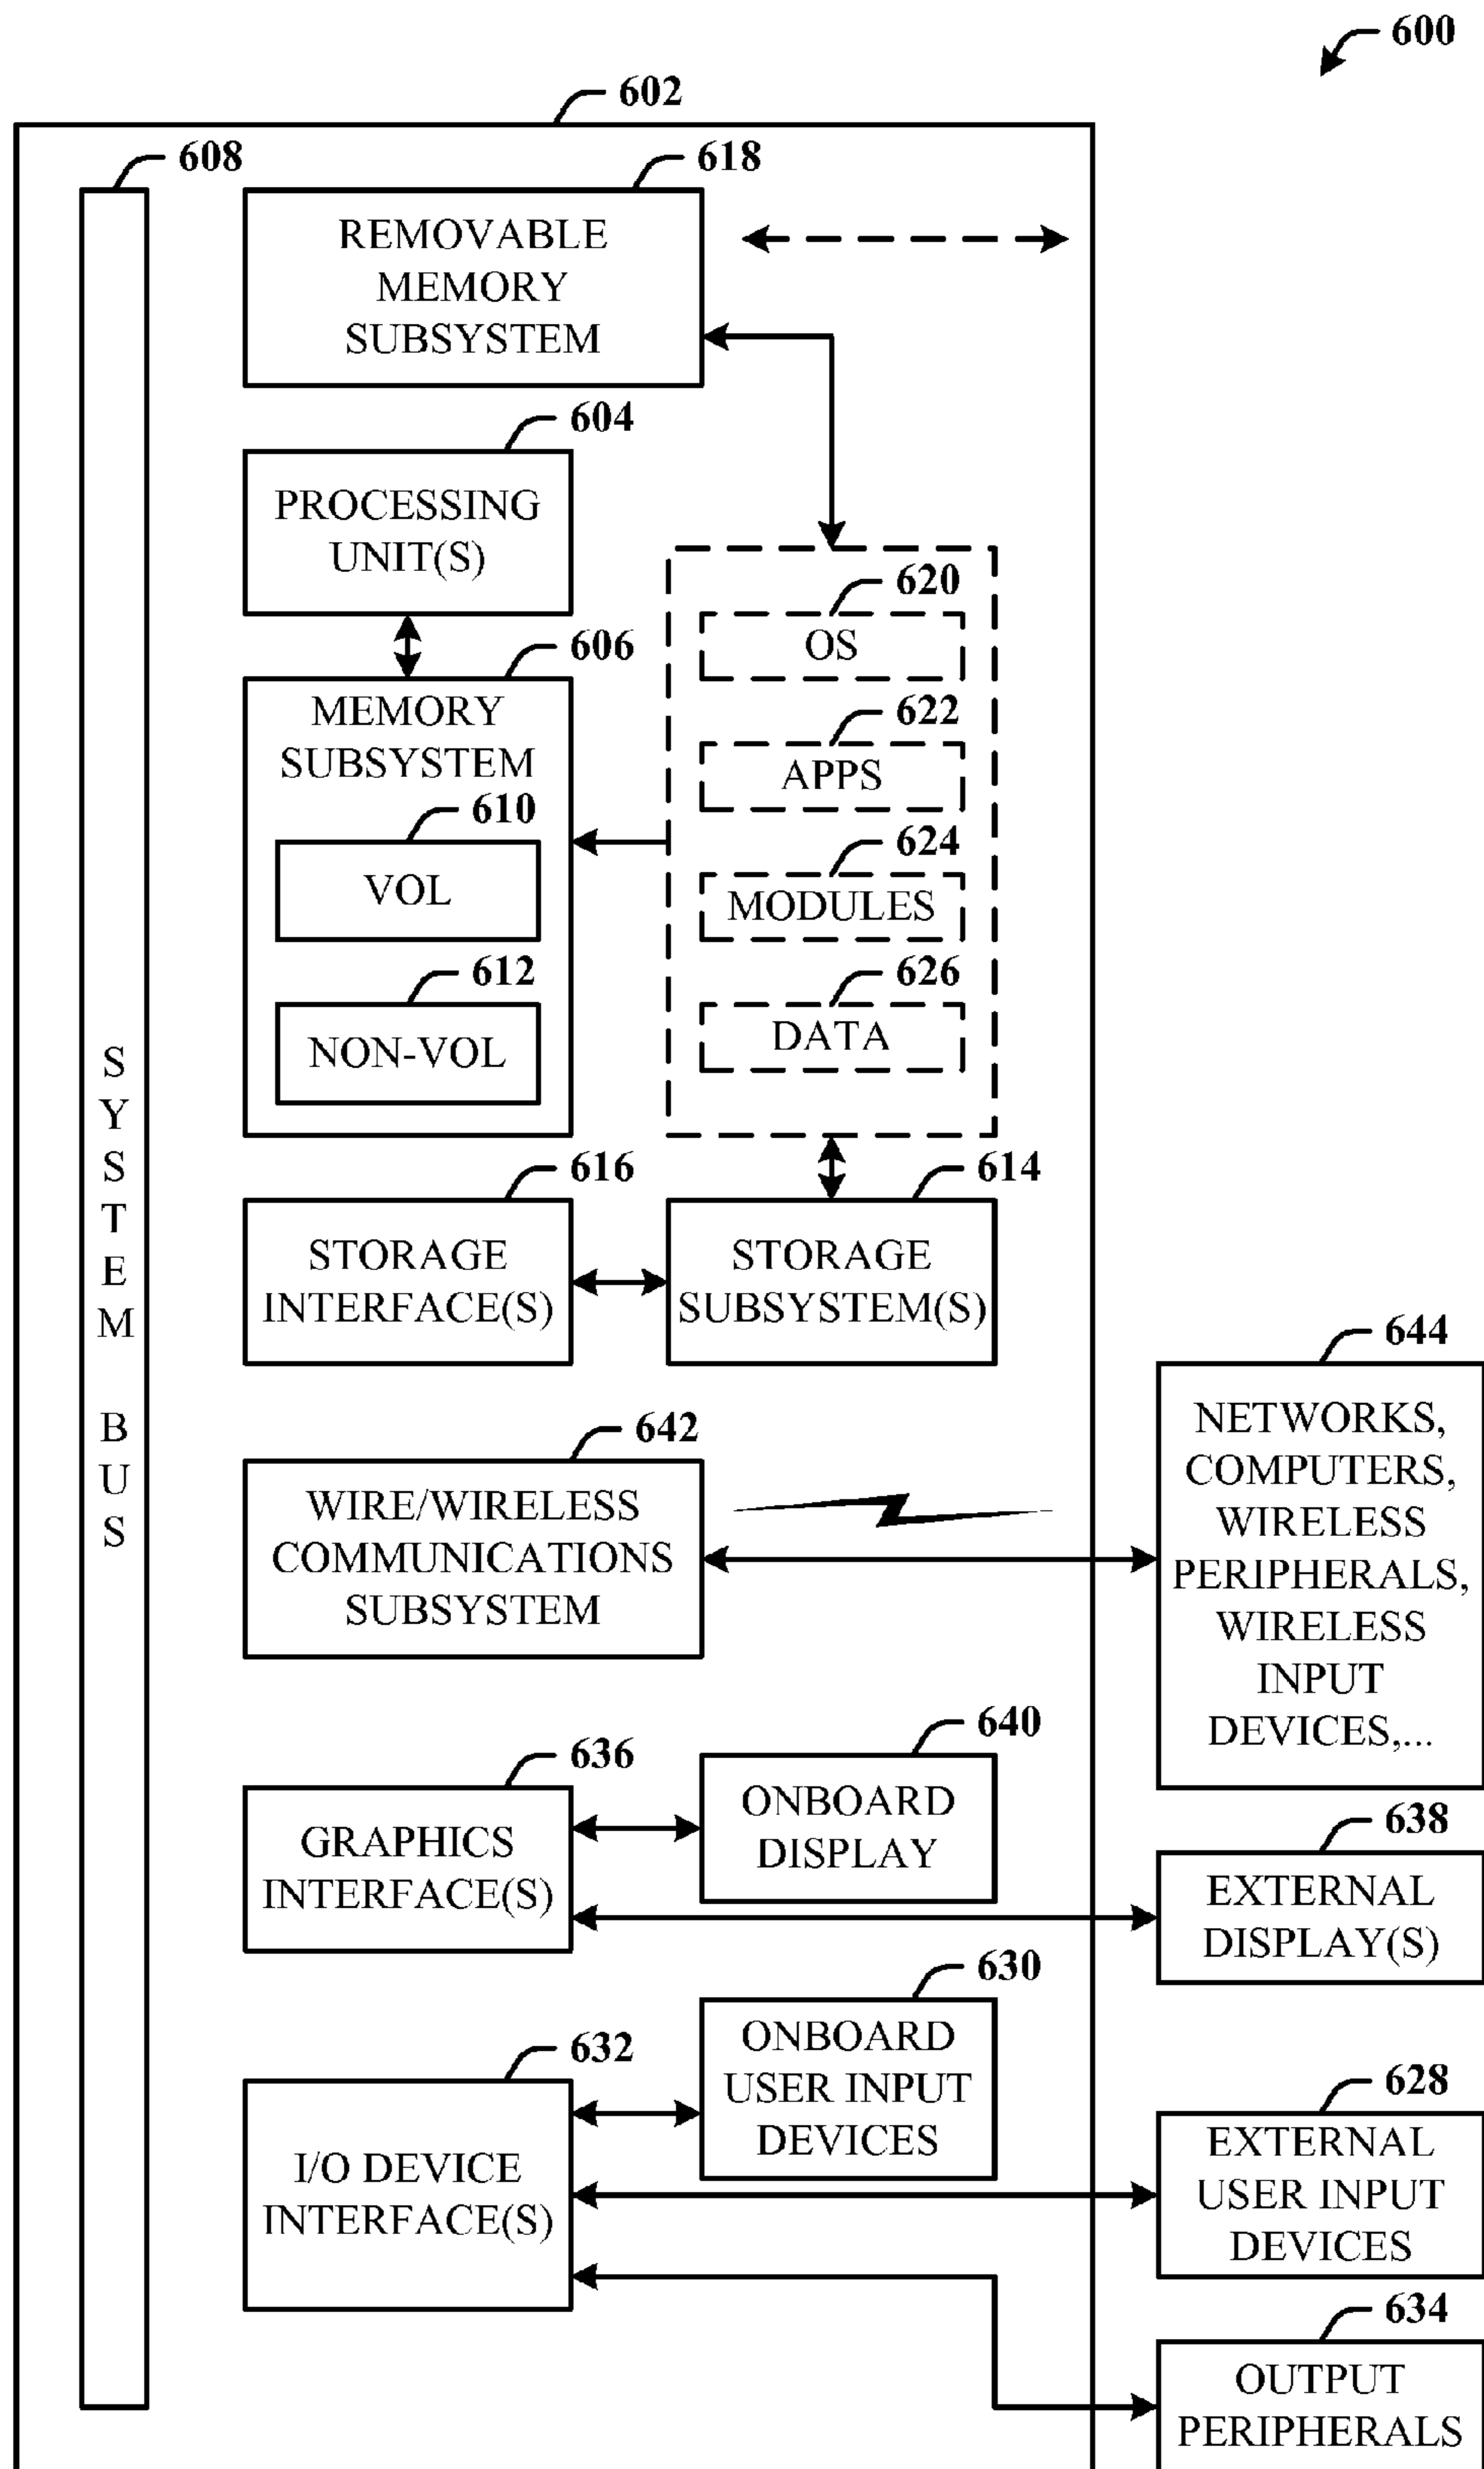 600
602
608
618
REMOVABLE
MEMORY
SUBSYSTEM
604
PROCESSING
UNIT(S)
606
MEMORY
SUBSYSTEM
610
VOL
612
NON-VOL
620
OS
622
APPS
624
MODULES
626
DATA
SYSTEM BUS
616
STORAGE
INTERFACE(S)
614
STORAGE
SUBSYSTEM(S)
642
WIRE/WIRELESS
COMMUNICATIONS
SUBSYSTEM
644
NETWORKS,
COMPUTERS,
WIRELESS
PERIPHERALS,
WIRELESS
INPUT
DEVICES,...
636
GRAPHICS
INTERFACE(S)
640
ONBOARD
DISPLAY
638
EXTERNAL
DISPLAY(S)
632
I/O DEVICE
INTERFACE(S)
630
ONBOARD
USER INPUT
DEVICES
628
EXTERNAL
USER INPUT
DEVICES
634
OUTPUT
PERIPHERALS